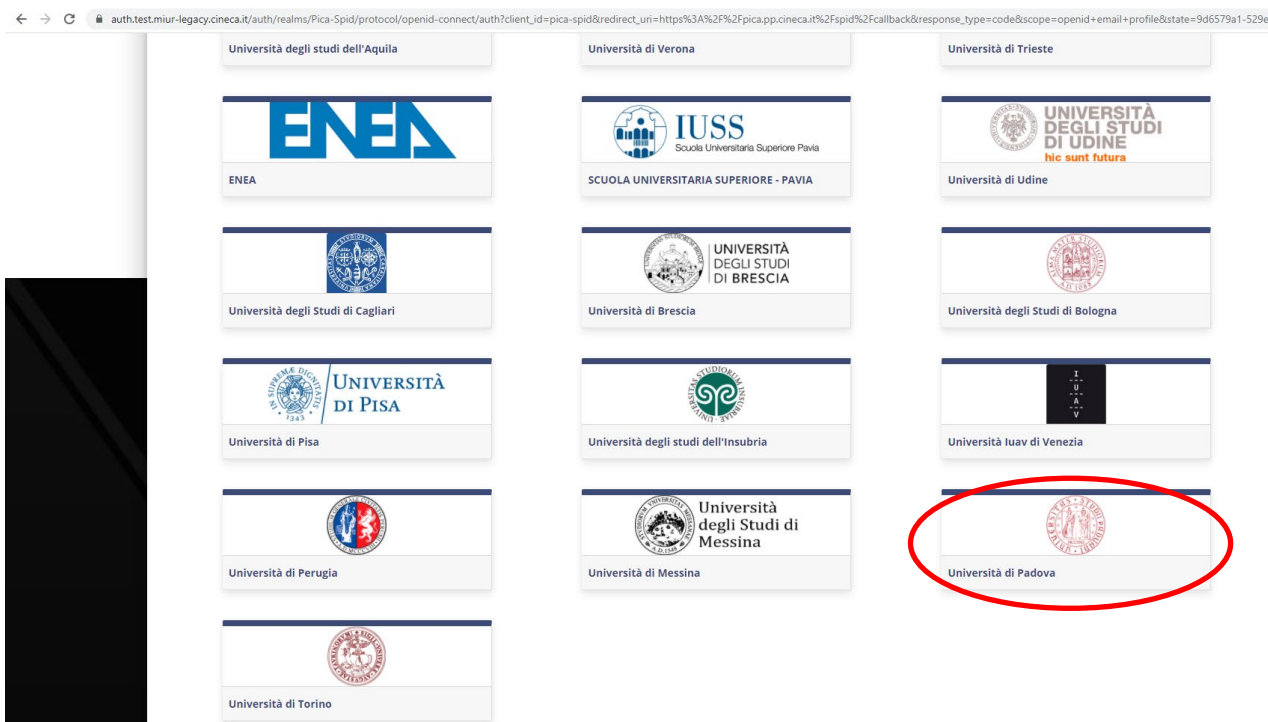 auth.test.miur-legacy.cineca.it/auth/realms/Pica-Spid/protocol/openid-connect/auth?client_id=pica-spid&redirect_uri=https%3A%2F%2Fpica.pp.cineca.it%2Fspid%2Fcallback&response_type=code&scope=openid+email+profile&state=9d6579a1-529e
Università degli studi dell'Aquila
Università di Verona
Università di Trieste
ENEA
IUSS
Scuola Universitaria Superiore Pavia
UNIVERSITÀ
DEGLI STUDI
DI UDINE
hic sunt futura
ENEA
SCUOLA UNIVERSITARIA SUPERIORE - PAVIA
Università di Udine
UNIVERSITÀ
DEGLI STUDI
DI BRESCIA
Università degli Studi di Cagliari
Università di Brescia
Università degli Studi di Bologna
IN SUPREMÆ DIGNITATIS
1343
UNIVERSITÀ
DI PISA
I
U
A
V
Università di Pisa
Università degli studi dell'Insubria
Università Iuav di Venezia
Università
degli Studi di
Messina
Università di Perugia
Università di Messina
Università di Padova
Università di Torino